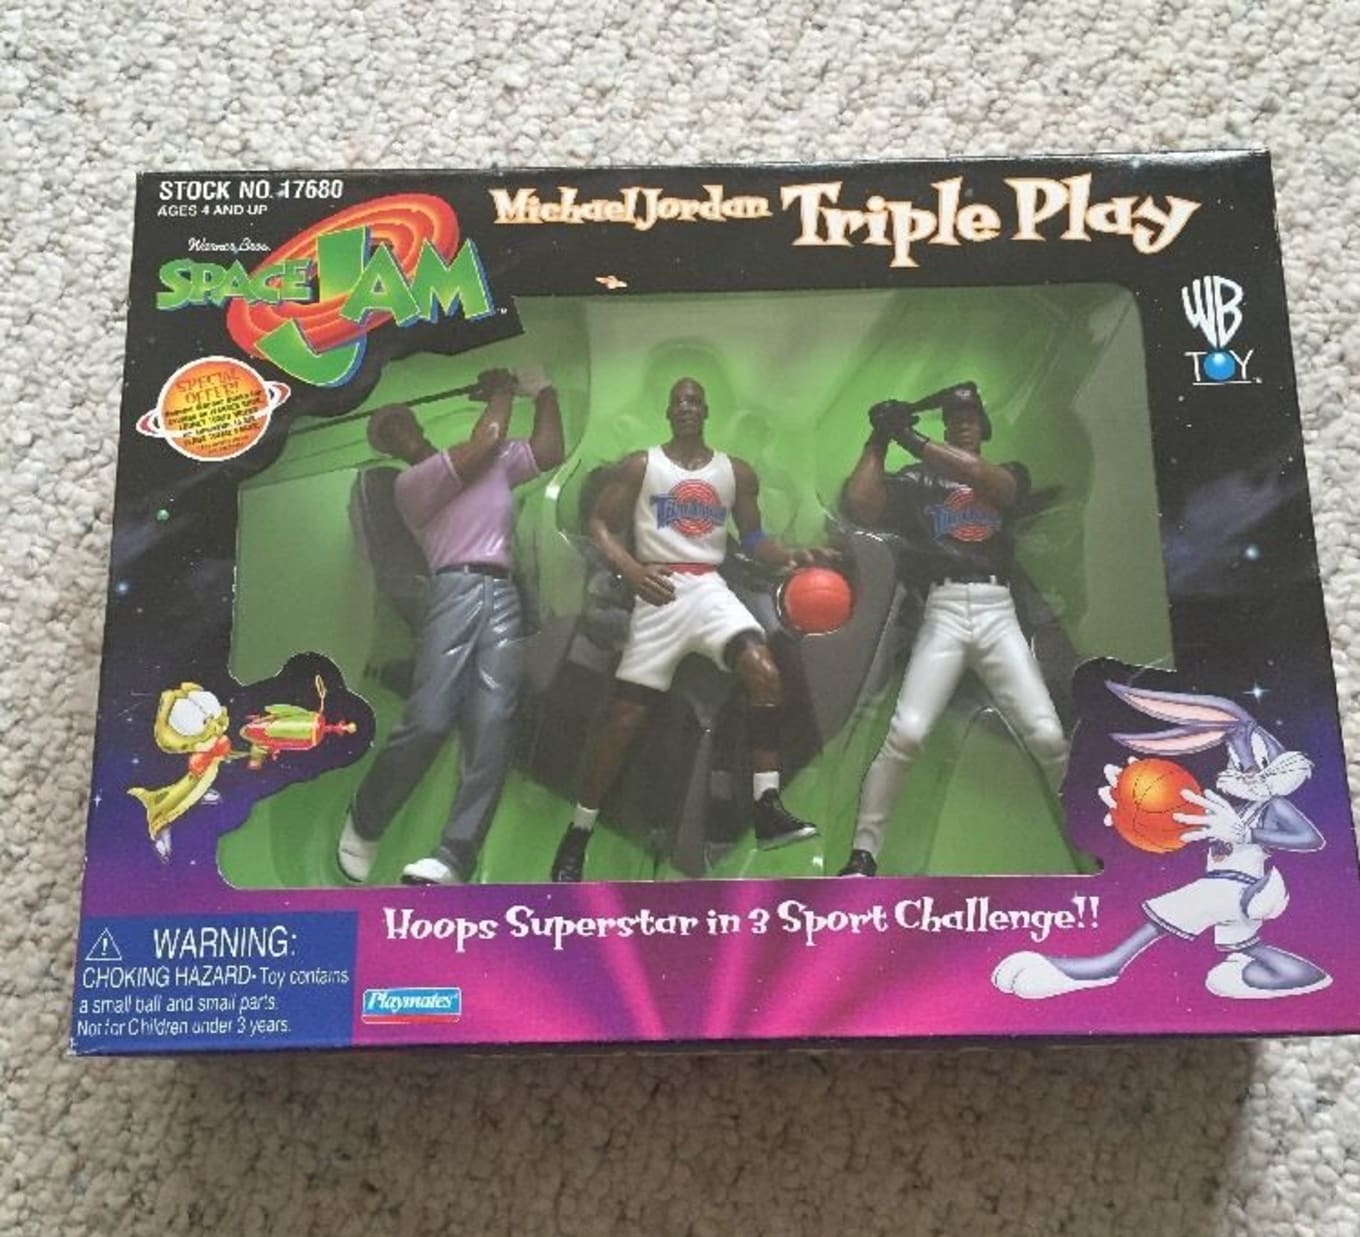 STOCK NO. 17680
AGES 4 AND UP
Warner Bros.
SPACE JAM
Michael Jordan Triple Play
WB
TOY
SPECIAL
OFFER!
WARNING:
CHOKING HAZARD- Toy contains
a small ball and small parts.
Not for Children under 3 years.
Hoops Superstar in 3 Sport Challenge!!
Playmates